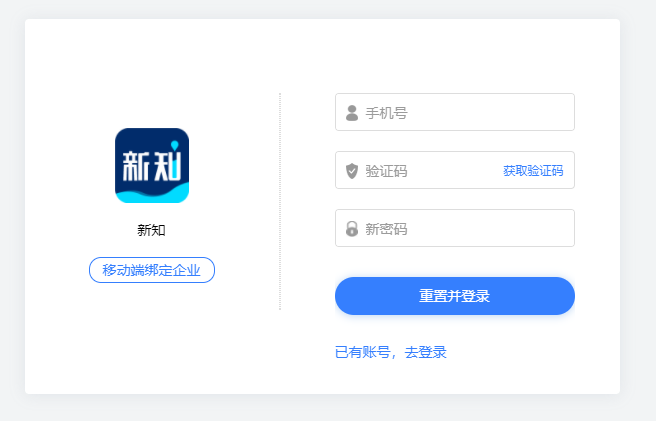 新知
新知
移动端绑定企业
手机号
验证码 获取验证码
新密码
重置并登录
已有账号，去登录